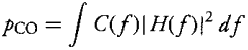 p_CO = ∫ C(f)|H(f)|² df